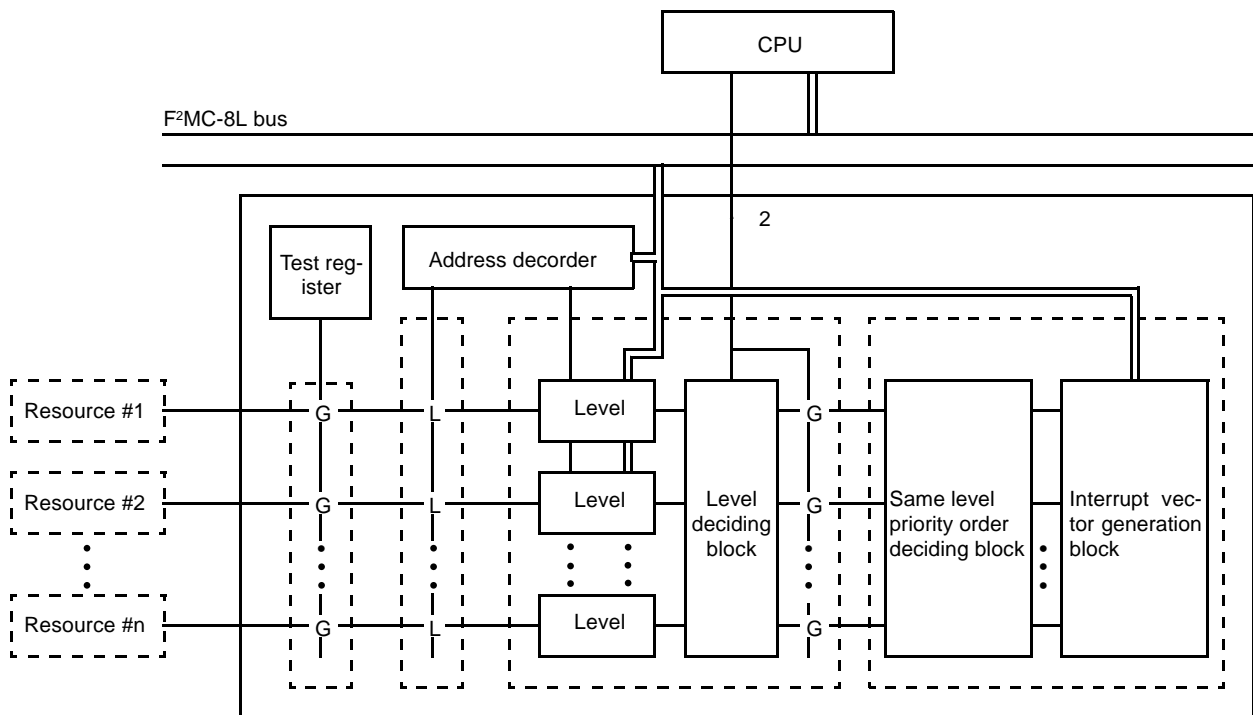 CPU
F²MC-8L bus
2
Test reg-
ister
Address decorder
Resource #1
G
L
Level
G
Resource #2
G
L
Level
Level
deciding
block
G
Same level
priority order
deciding block
Interrupt vec-
tor generation
block
Resource #n
G
L
Level
G